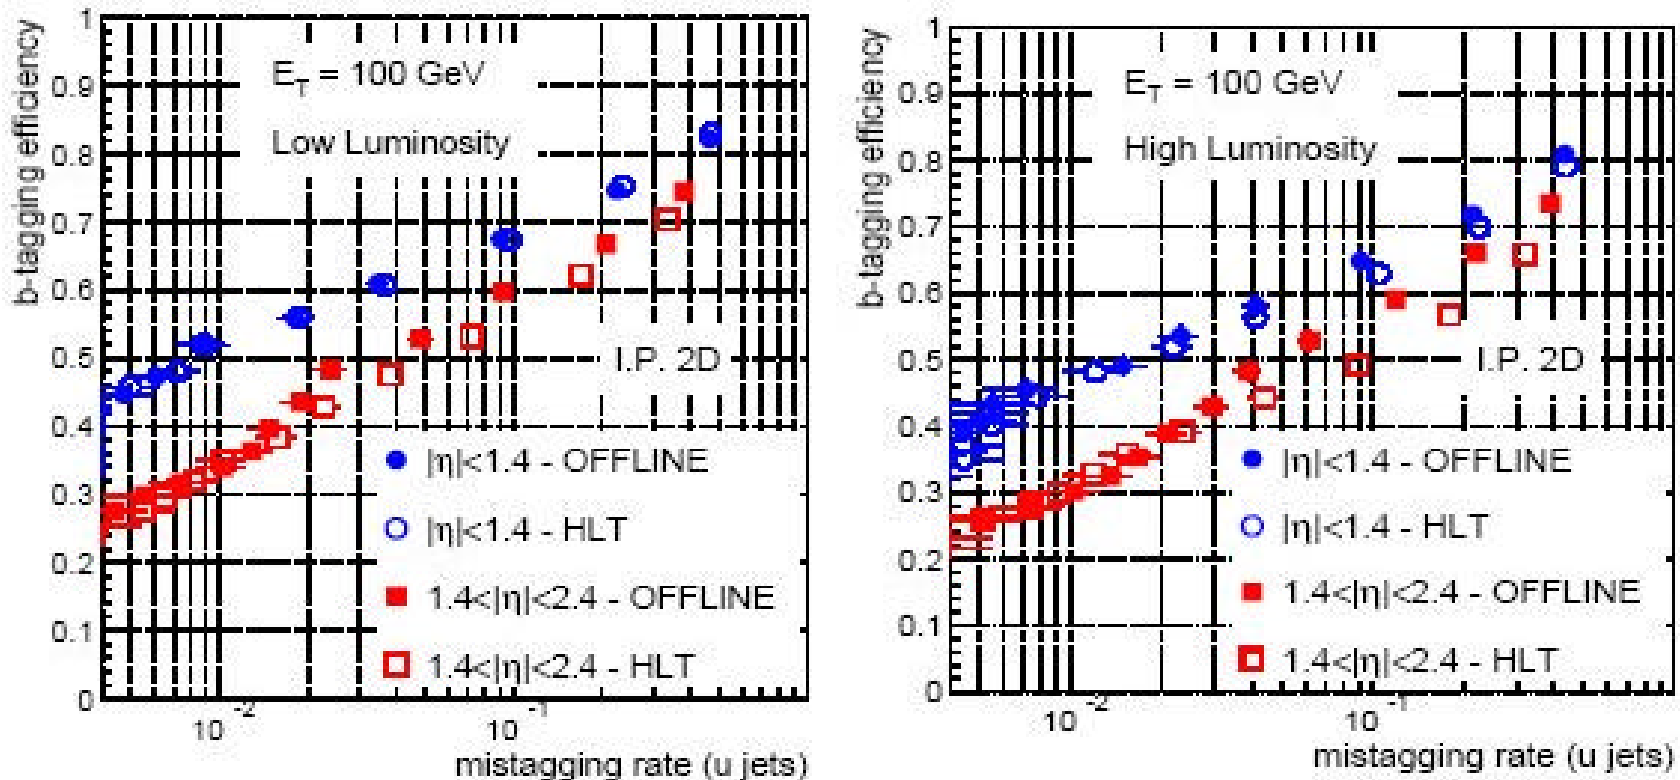 b-tagging efficiency
1
0.9
0.8
0.7
0.6
0.5
0.4
0.3
0.2
0.1
0
E_T = 100 GeV
Low Luminosity
I.P. 2D
|η|<1.4 - OFFLINE
|η|<1.4 - HLT
1.4<|η|<2.4 - OFFLINE
1.4<|η|<2.4 - HLT
10^-2
10^-1
mistagging rate (u jets)
b-tagging efficiency
1
0.9
0.8
0.7
0.6
0.5
0.4
0.3
0.2
0.1
0
E_T = 100 GeV
High Luminosity
I.P. 2D
|η|<1.4 - OFFLINE
|η|<1.4 - HLT
1.4<|η|<2.4 - OFFLINE
1.4<|η|<2.4 - HLT
10^-2
10^-1
mistagging rate (u jets)